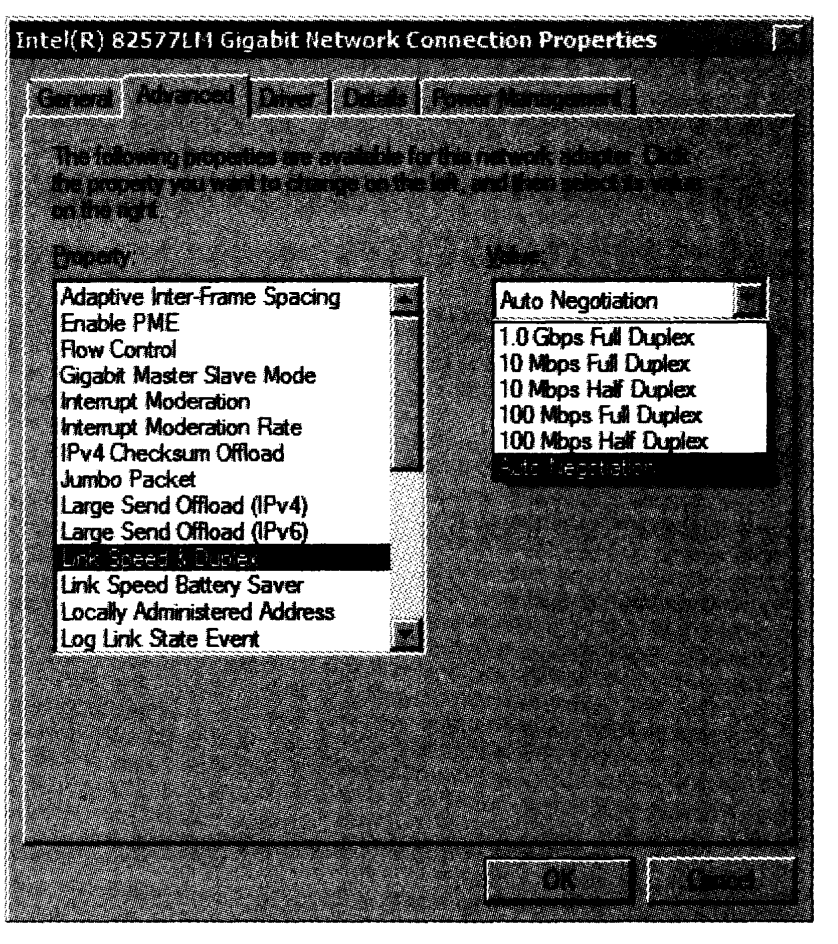 Intel(R) 82577LM Gigabit Network Connection Properties
General Advanced Driver Details Power Management
The following properties are available for this network adapter. Click
the property you want to change on the left, and then select its value
on the right.
Property:
Value:
Adaptive Inter-Frame Spacing
Enable PME
Flow Control
Gigabit Master Slave Mode
Interrupt Moderation
Interrupt Moderation Rate
IPv4 Checksum Offload
Jumbo Packet
Large Send Offload (IPv4)
Large Send Offload (IPv6)
Link Speed & Duplex
Link Speed Battery Saver
Locally Administered Address
Log Link State Event
Auto Negotiation
1.0 Gbps Full Duplex
10 Mbps Full Duplex
10 Mbps Half Duplex
100 Mbps Full Duplex
100 Mbps Half Duplex
Auto Negotiation
OK Cancel